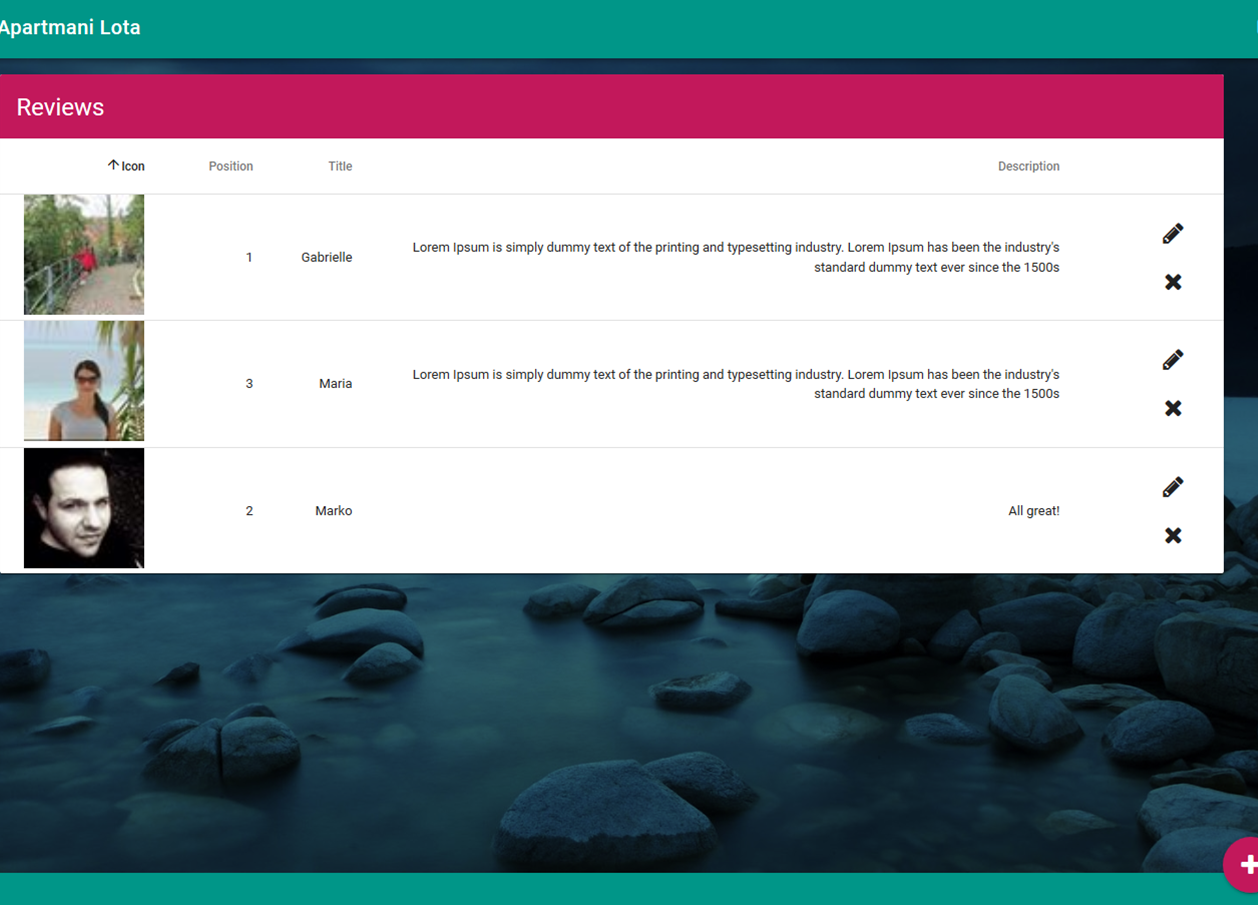 Apartmani Lota
Reviews
Icon Position Title Description
1 Gabrielle Lorem Ipsum is simply dummy text of the printing and typesetting industry. Lorem Ipsum has been the industry's
standard dummy text ever since the 1500s
3 Maria Lorem Ipsum is simply dummy text of the printing and typesetting industry. Lorem Ipsum has been the industry's
standard dummy text ever since the 1500s
2 Marko All great!